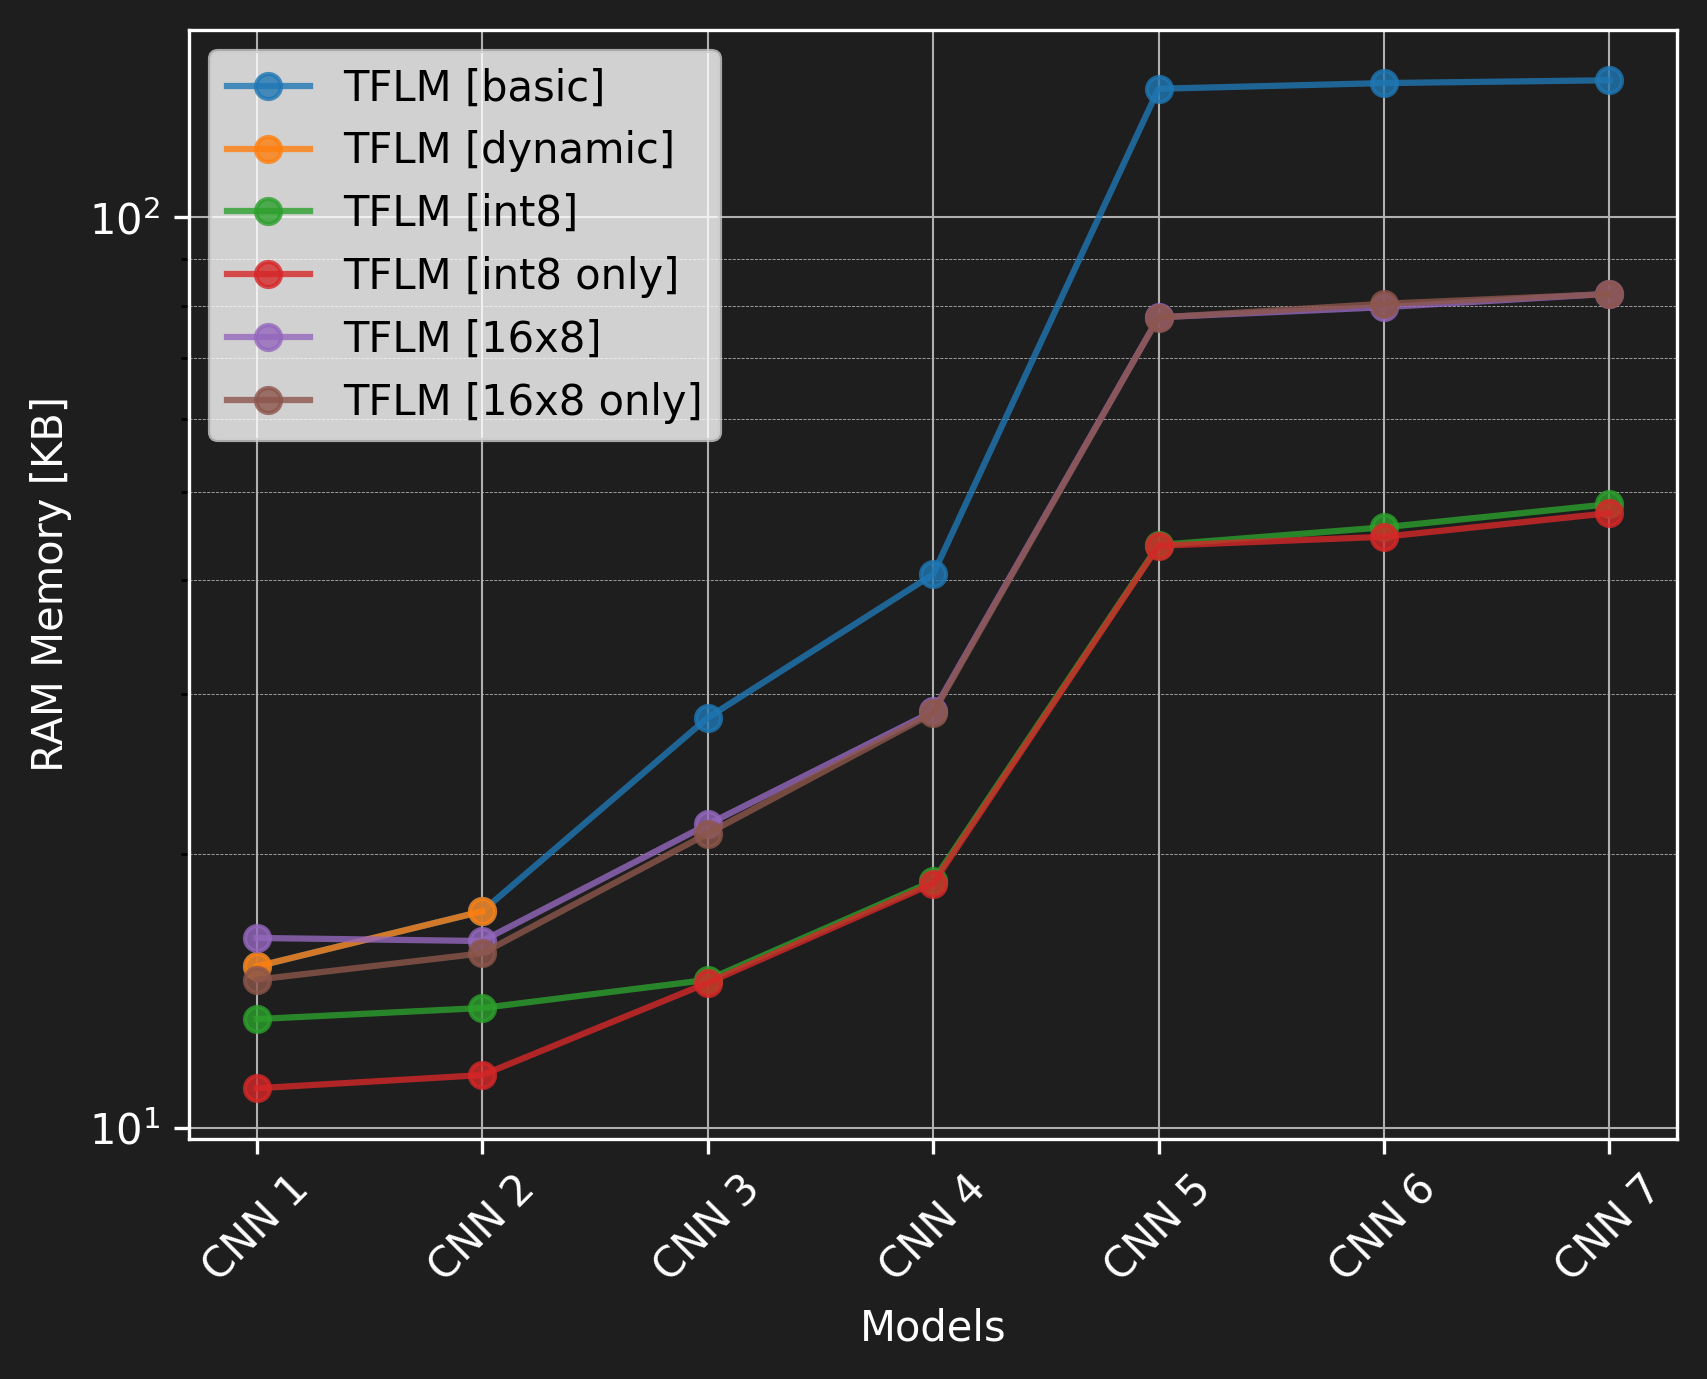 TFLM [basic]
TFLM [dynamic]
TFLM [int8]
TFLM [int8 only]
TFLM [16x8]
TFLM [16x8 only]
RAM Memory [KB]
10²
10¹
CNN 1
CNN 2
CNN 3
CNN 4
CNN 5
CNN 6
CNN 7
Models